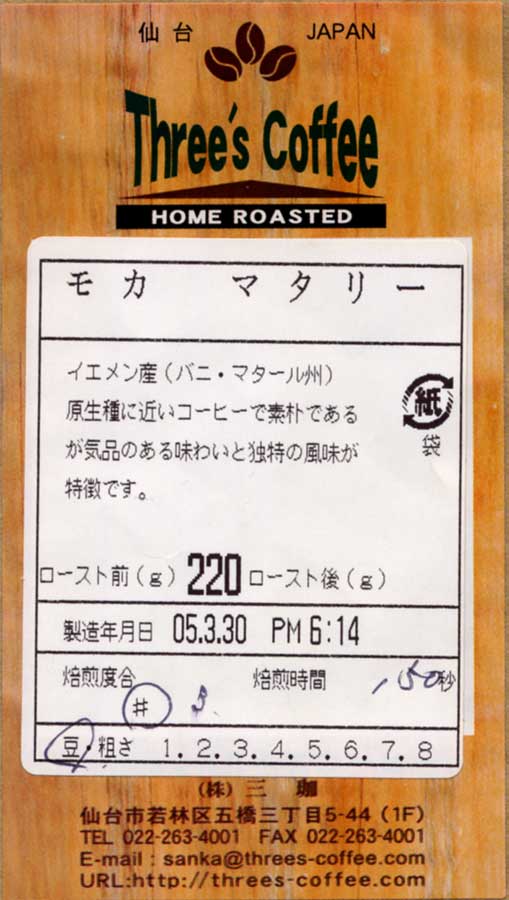 仙台 JAPAN
Three's Coffee
HOME ROASTED
モカ マタリー
イエメン産(バニ・マタール州)
原生種に近いコーヒーで素朴である
が気品のある味わいと独特の風味が
特徴です。
紙
袋
ロースト前(g) 220 ロースト後(g)
製造年月日 05.3.30 PM 6:14
焙煎度合 焙煎時間 秒
# 3
豆・粗さ 1.2.3.4.5.6.7.8
(株)三珈
仙台市若林区五橋三丁目5-44(1F)
TEL 022-263-4001 FAX 022-263-4001
E-mail : sanka@threes-coffee.com
URL:http://threes-coffee.com